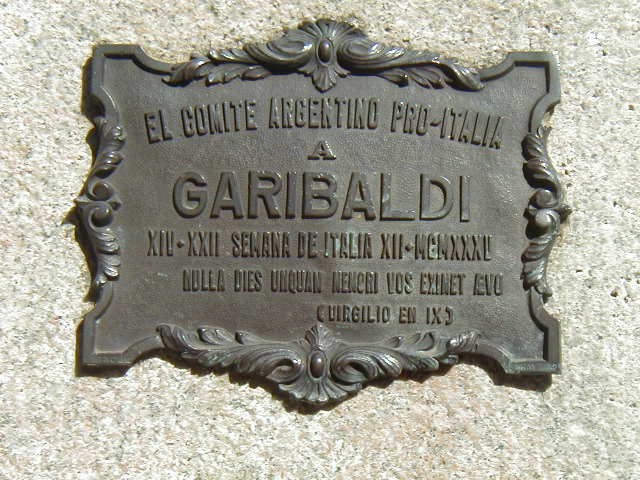 EL COMITE ARGENTINO PRO-ITALIA
A
GARIBALDI
XIV-XXII SEMANA DE ITALIA XII-MCMXXXV
NULLA DIES UNQUAM MEMORI VOS EXIMET ÆVO
(VIRGILIO EN IX)